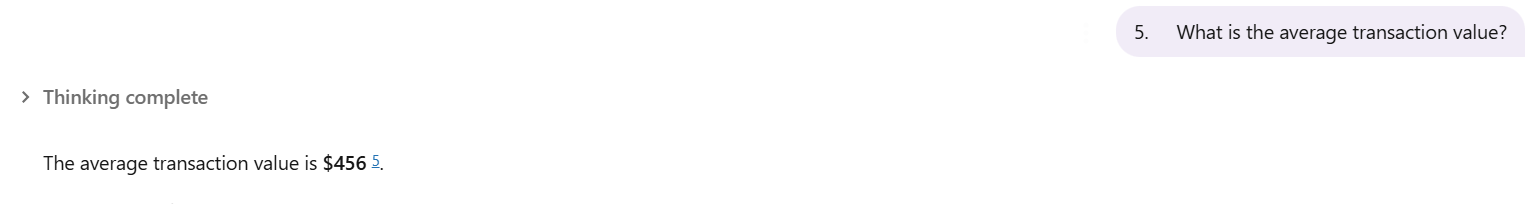 5. What is the average transaction value?
Thinking complete
The average transaction value is $456 5.